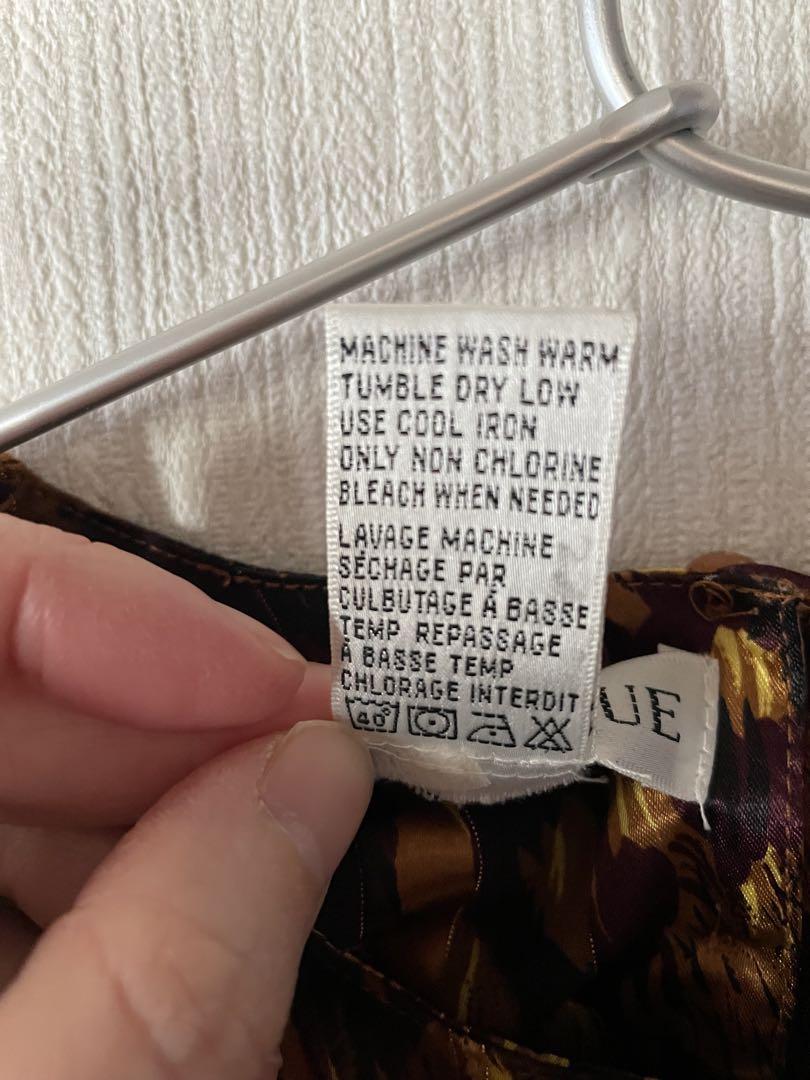 MACHINE WASH WARM
TUMBLE DRY LOW
USE COOL IRON
ONLY NON CHLORINE
BLEACH WHEN NEEDED
LAVAGE MACHINE
SÉCHAGE PAR
CULBUTAGE À BASSE
TEMP REPASSAGE
À BASSE TEMP
CHLORAGE INTERDIT
40°
UE